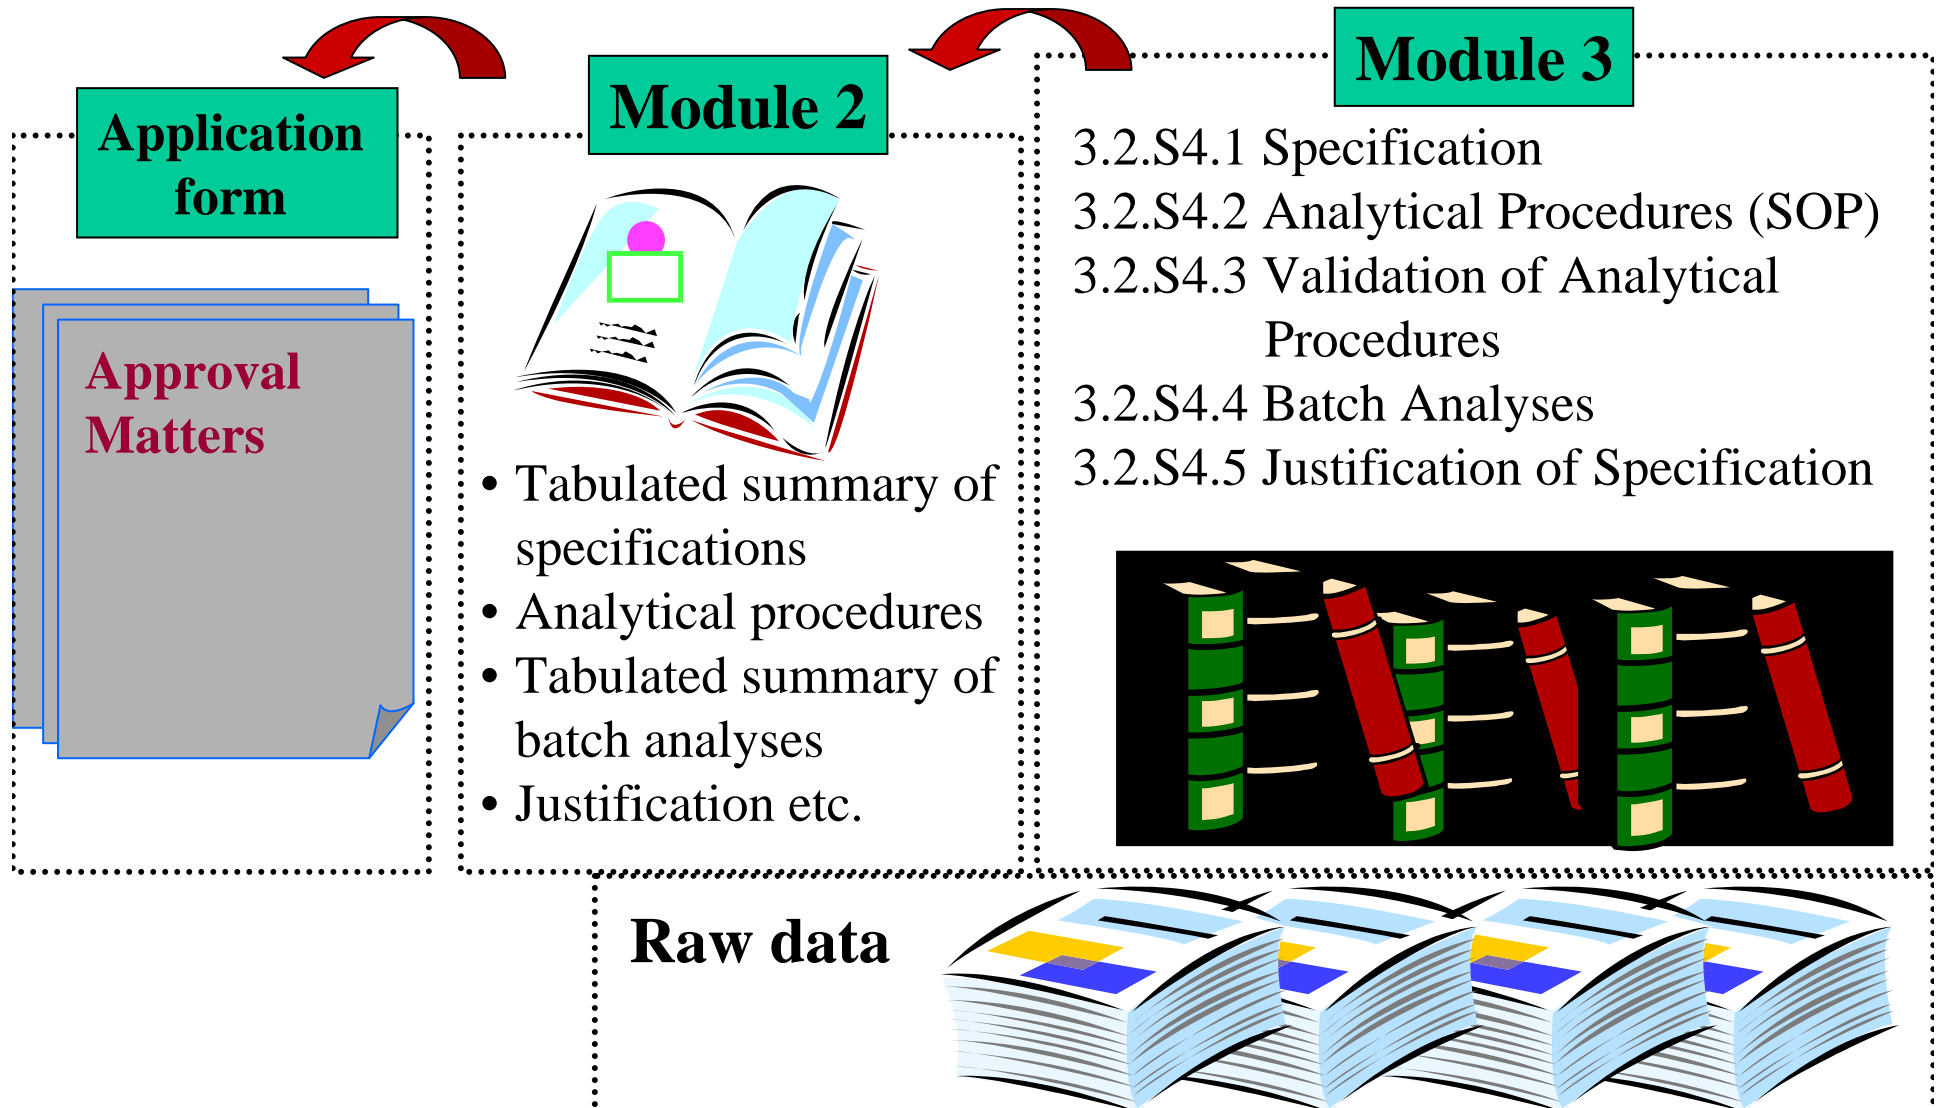 Application
form
Approval
Matters
Module 2
• Tabulated summary of
specifications
• Analytical procedures
• Tabulated summary of
batch analyses
• Justification etc.
Module 3
3.2.S4.1 Specification
3.2.S4.2 Analytical Procedures (SOP)
3.2.S4.3 Validation of Analytical
Procedures
3.2.S4.4 Batch Analyses
3.2.S4.5 Justification of Specification
Raw data